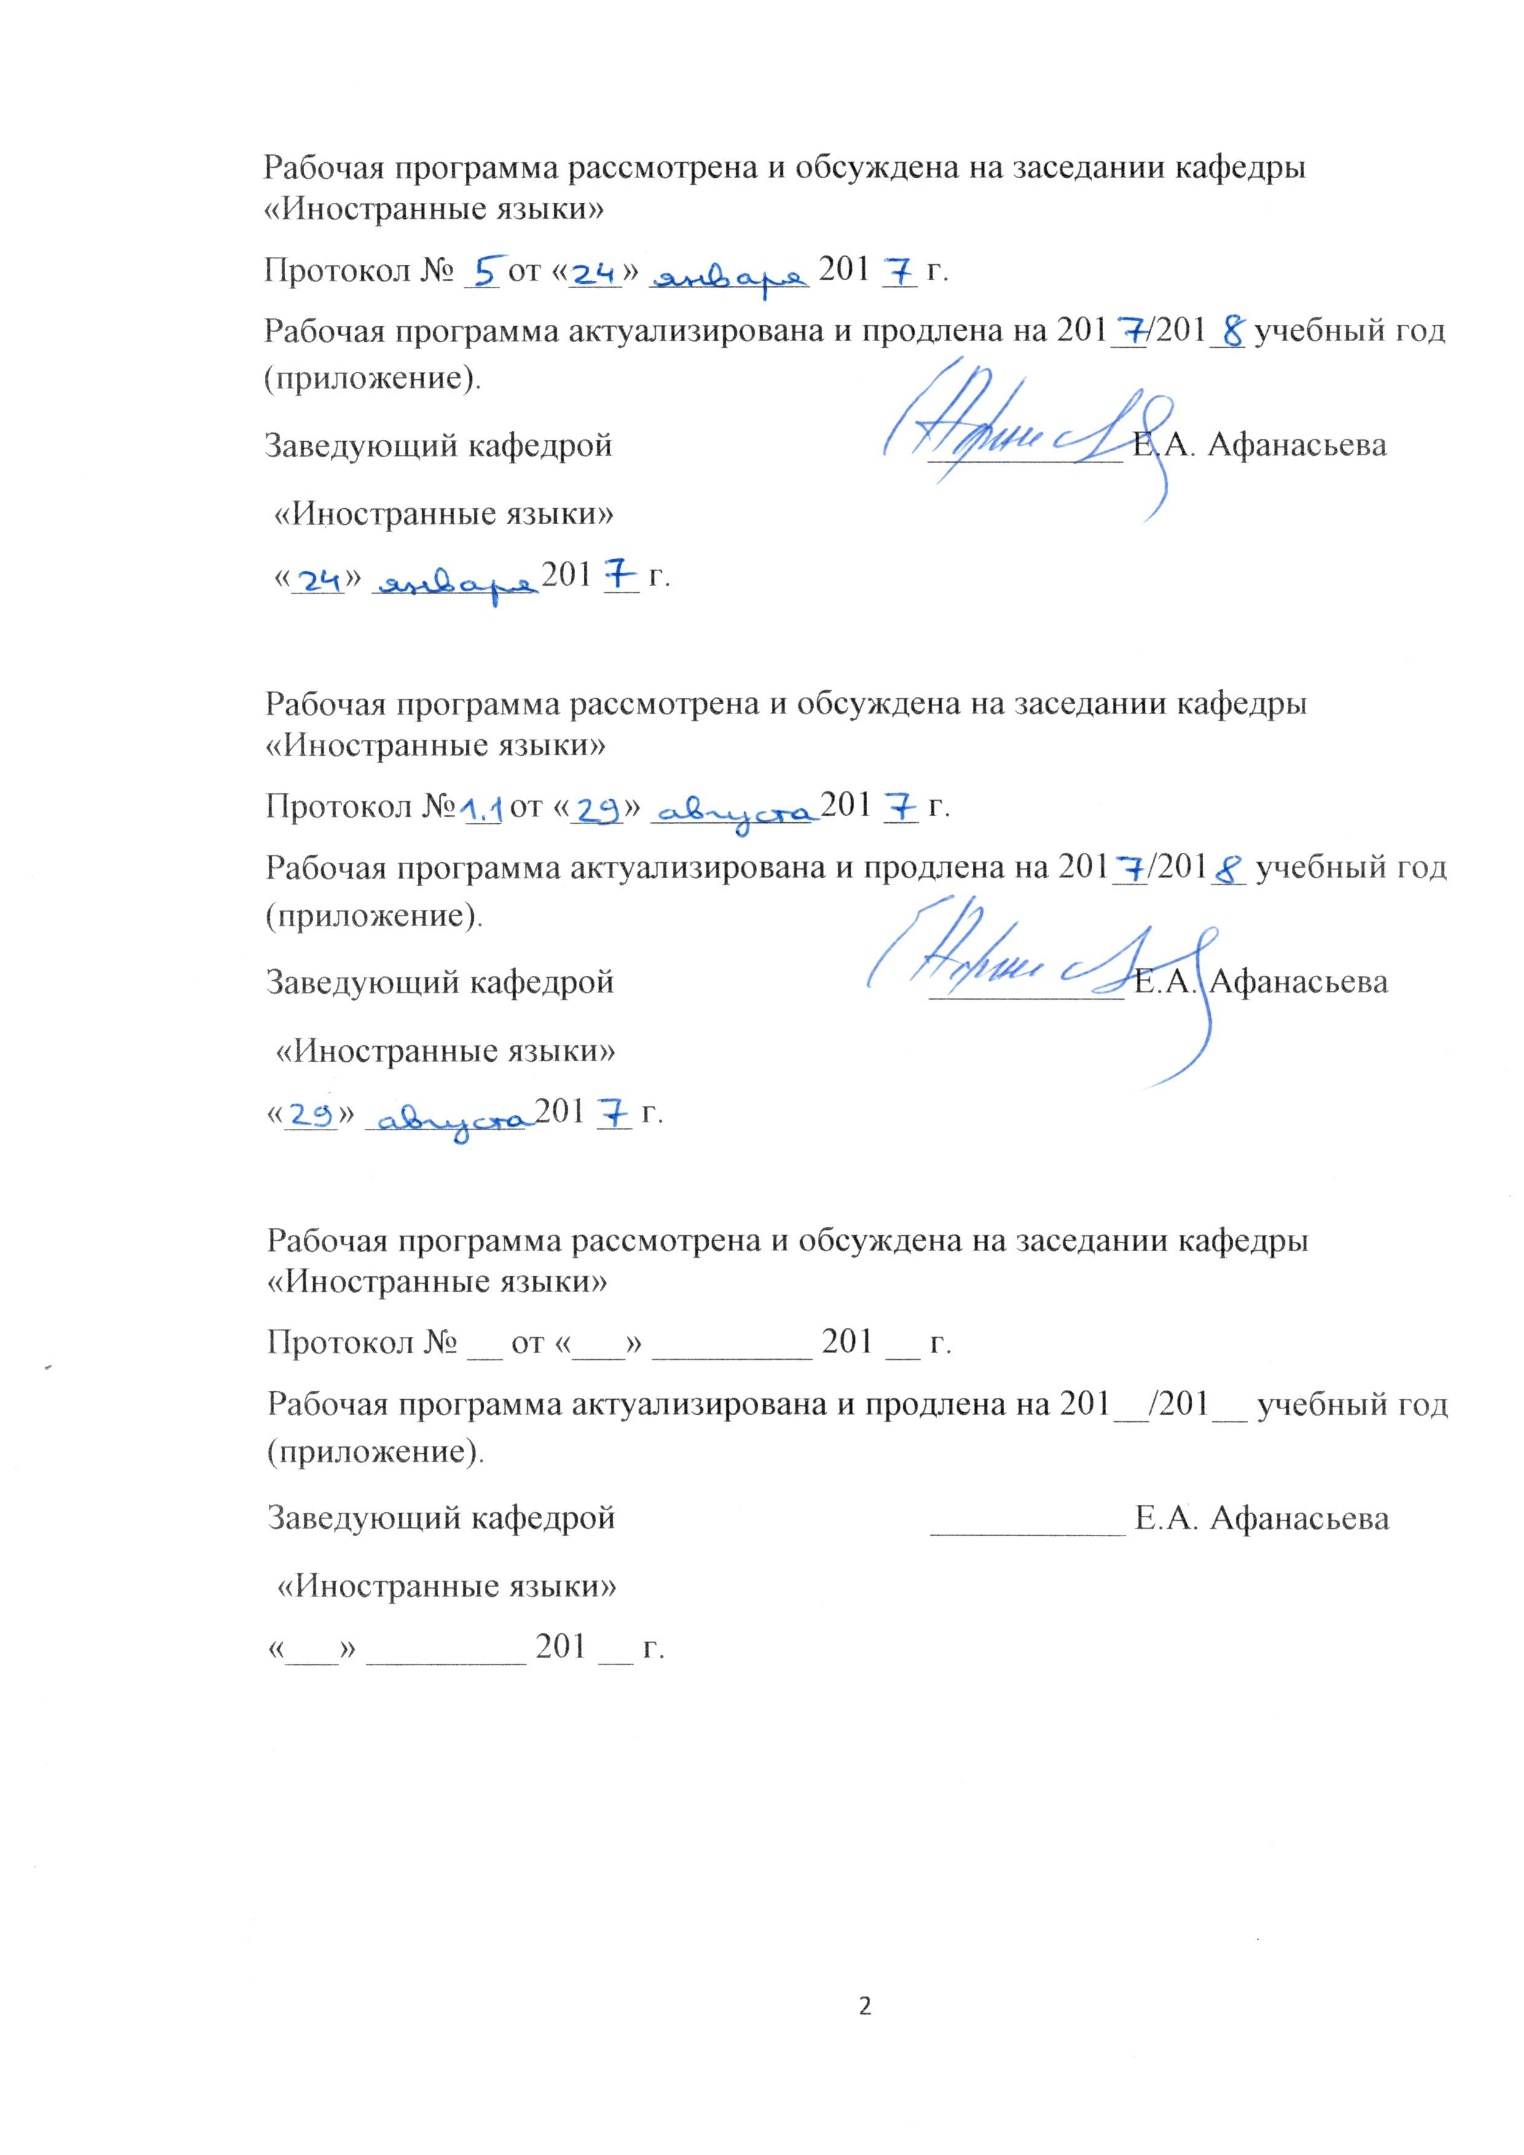 Рабочая программа рассмотрена и обсуждена на заседании кафедры
«Иностранные языки»
Протокол № 5 от «24» января 2017 г.
Рабочая программа актуализирована и продлена на 2017/2018 учебный год
(приложение).
Заведующий кафедрой Е.А. Афанасьева
«Иностранные языки»
«24» января 2017 г.
Рабочая программа рассмотрена и обсуждена на заседании кафедры
«Иностранные языки»
Протокол № 1.1 от «29» августа 2017 г.
Рабочая программа актуализирована и продлена на 2017/2018 учебный год
(приложение).
Заведующий кафедрой Е.А. Афанасьева
«Иностранные языки»
«29» августа 2017 г.
Рабочая программа рассмотрена и обсуждена на заседании кафедры
«Иностранные языки»
Протокол № __ от «___» _________ 201 __ г.
Рабочая программа актуализирована и продлена на 201__/201__ учебный год
(приложение).
Заведующий кафедрой ___________ Е.А. Афанасьева
«Иностранные языки»
«___» _________ 201 __ г.
2